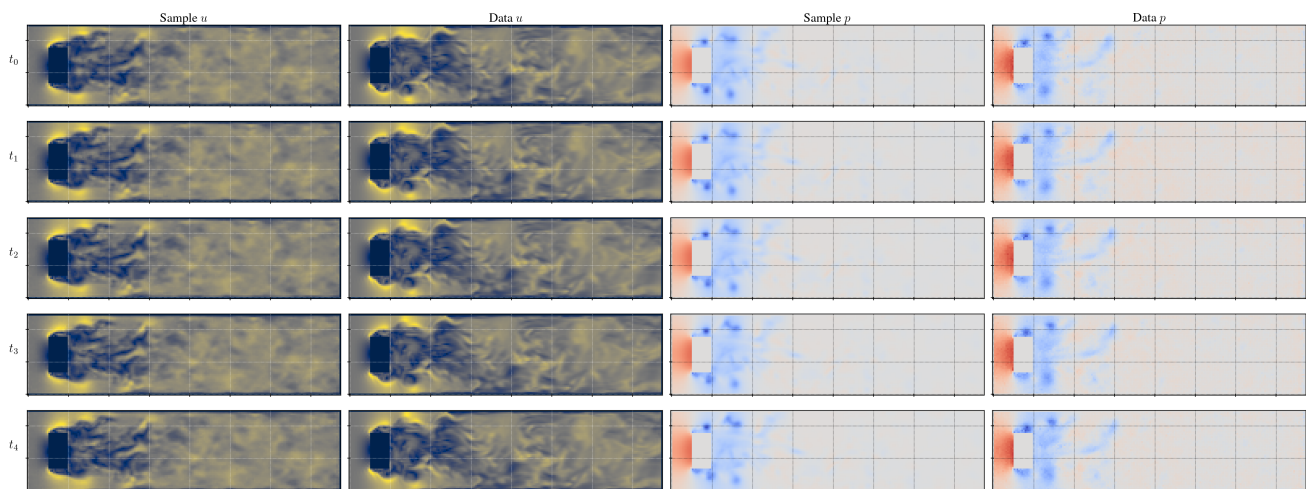 Sample u Data u Sample p Data p
t₀
t₁
t₂
t₃
t₄